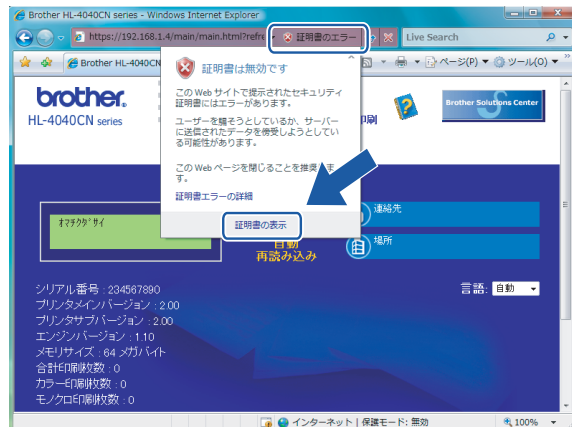 Brother HL-4040CN series - Windows Internet Explorer
https://192.168.1.4/main/main.html?refre
証明書のエラー
Live Search
Brother HL-4040CN
ページ(P)
ツール(O)
証明書は無効です
この Web サイトで提示されたセキュリティ
証明書にはエラーがあります。
ユーザーを騙そうとしているか、サーバー
に送信されたデータを傍受しようとしてい
る可能性があります。
この Web ページを閉じることを推奨
す。
証明書エラーの詳細
証明書の表示
brother.
HL-4040CN series
印刷
Brother Solutions Center
オマチクダサイ
自動
再読み込み
連絡先
場所
シリアル番号 : 234567890
言語: 自動
プリンタメインバージョン : 2.00
プリンタサブバージョン : 2.00
エンジンバージョン : 1.10
メモリサイズ : 64 メガバイト
合計印刷枚数 : 0
カラー印刷枚数 : 0
モノクロ印刷枚数 : 0
インターネット | 保護モード: 無効
100%